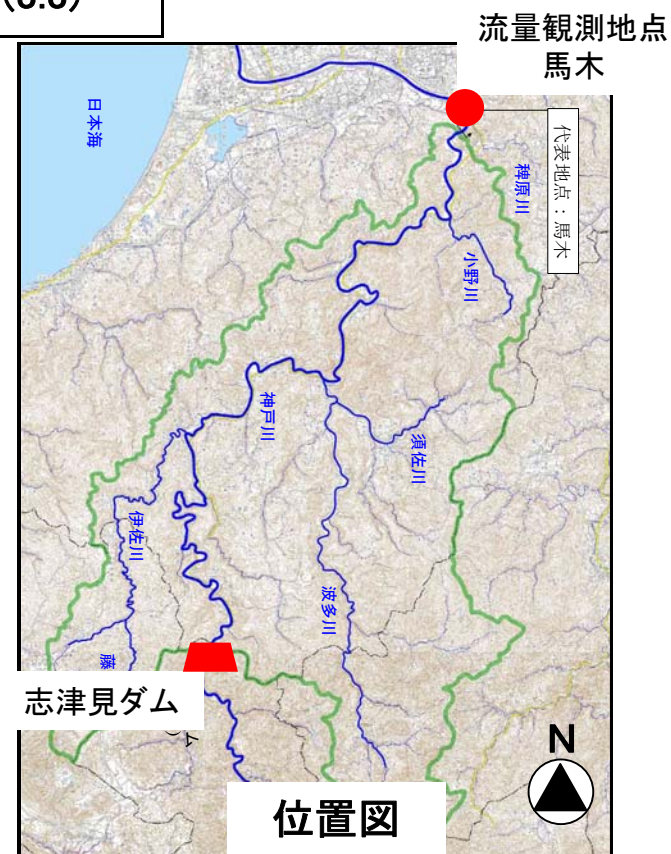 流量観測地点
馬木
日本海
代表地点:馬木
稗原川
小野川
神戸川
須佐川
伊佐川
波多川
藤
志津見ダム
N
位置図